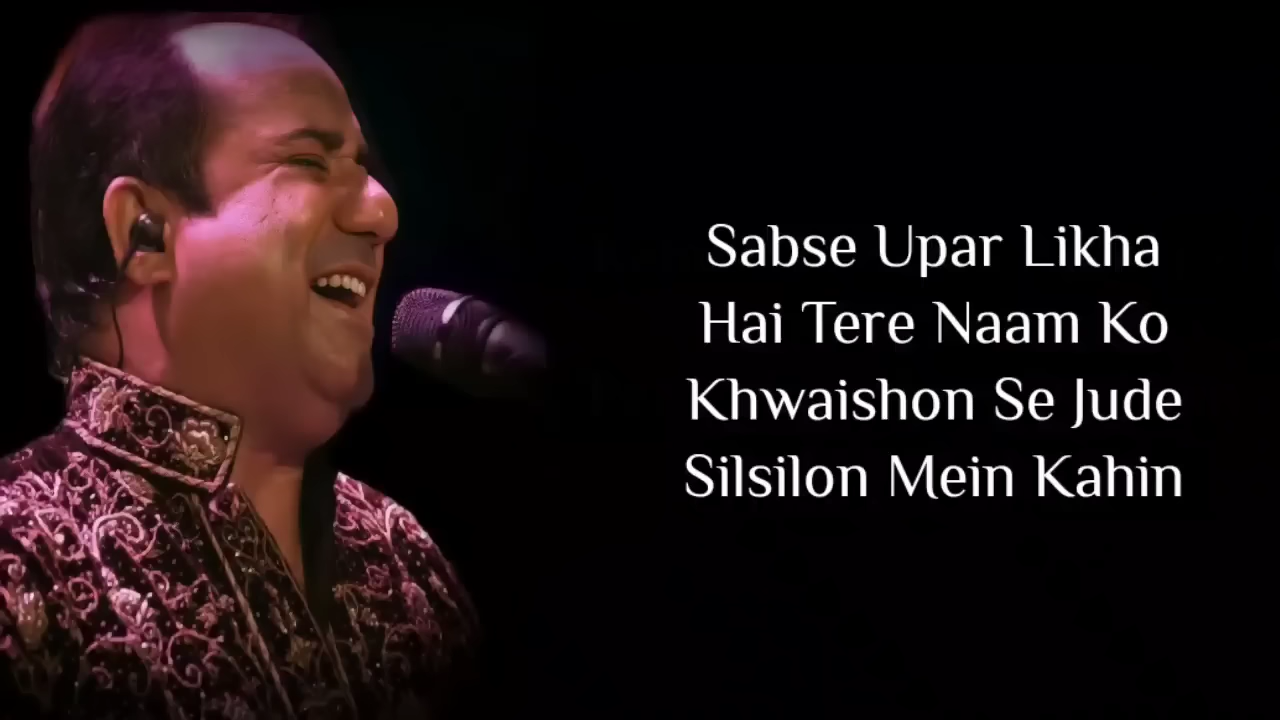 Sabse Upar Likha
Hai Tere Naam Ko
Khwaishon Se Jude
Silsilon Mein Kahin